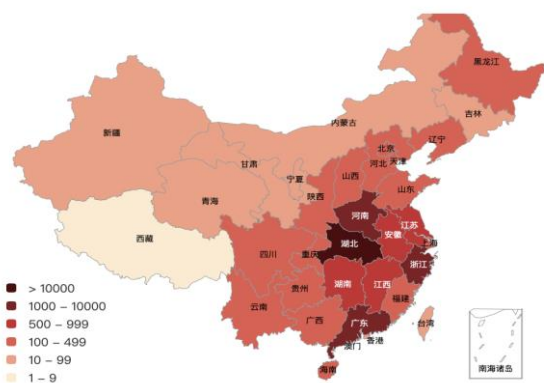 黑龙江
吉林
内蒙古
新疆
辽宁
甘肃
北京
天津
河北
宁夏
山西
青海
山东
陕西
河南
江苏
西藏
安徽
上海
湖北
四川
重庆
浙江
湖南
江西
贵州
福建
云南
广西
广东
台湾
香港
澳门
海南
南海诸岛
> 10000
1000 – 10000
500 – 999
100 – 499
10 – 99
1 – 9